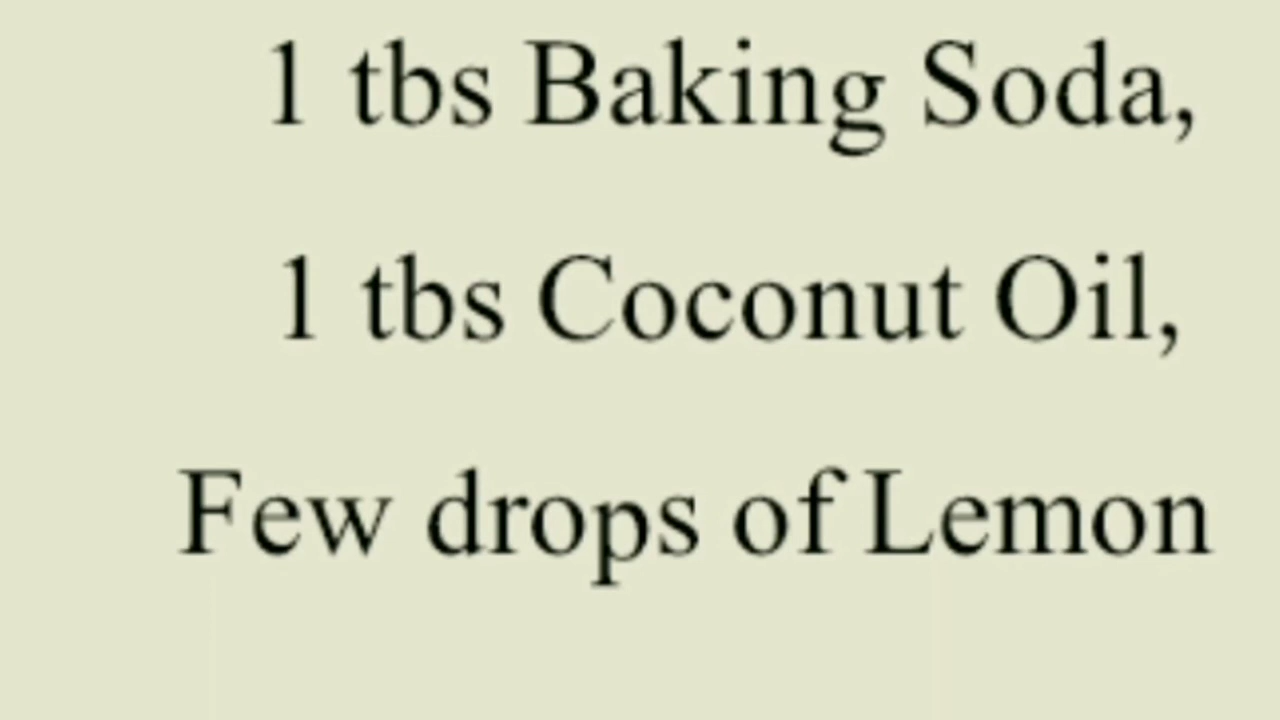 1 tbs Baking Soda,
1 tbs Coconut Oil,
Few drops of Lemon